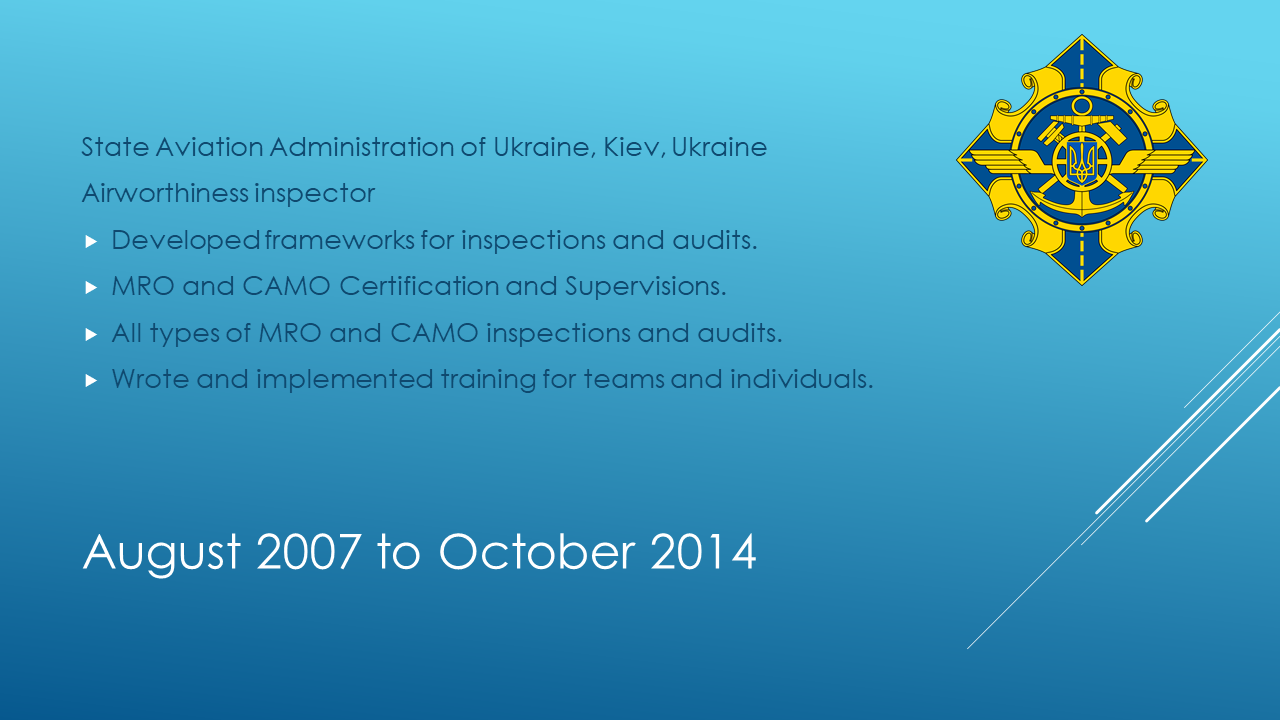 State Aviation Administration of Ukraine, Kiev, Ukraine
Airworthiness inspector
Developed frameworks for inspections and audits.
MRO and CAMO Certification and Supervisions.
All types of MRO and CAMO inspections and audits.
Wrote and implemented training for teams and individuals.
August 2007 to October 2014